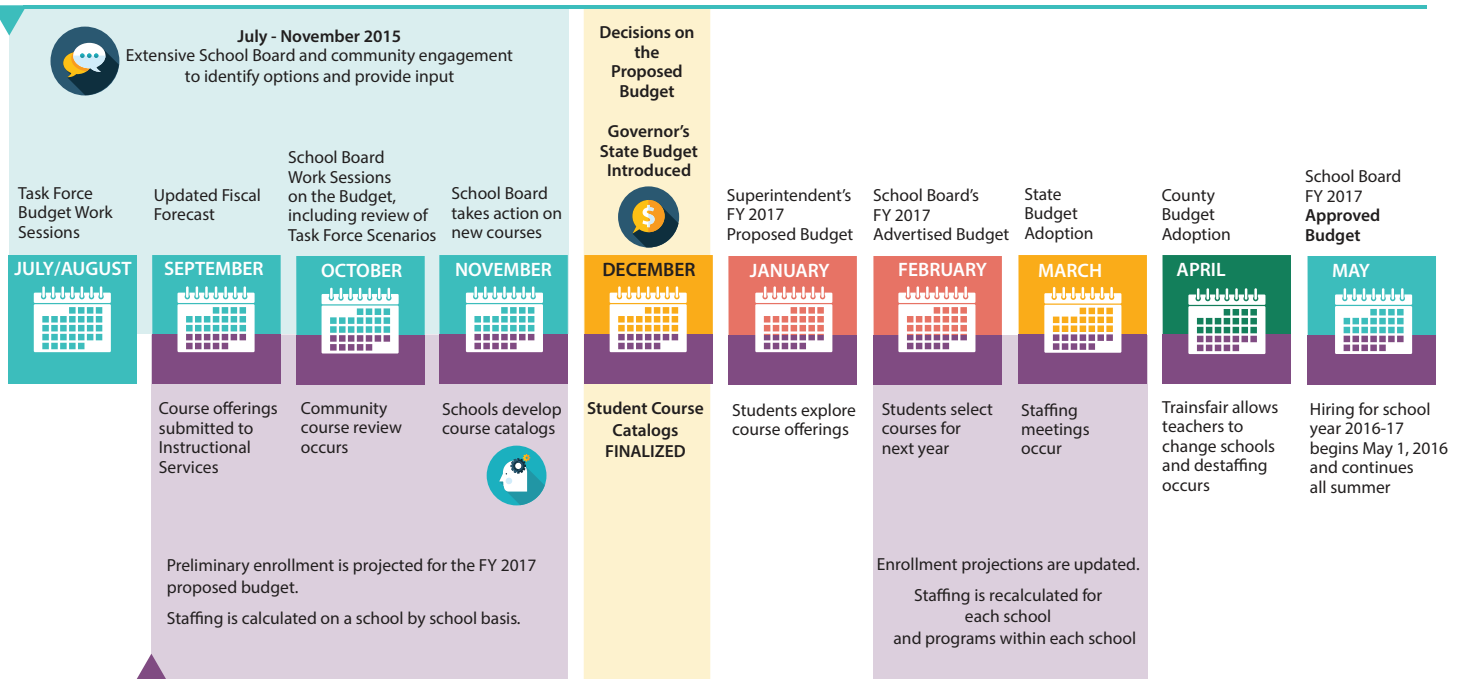 July - November 2015
Extensive School Board and community engagement
to identify options and provide input
Decisions on
the
Proposed
Budget
Governor's
State Budget
Introduced
Task Force
Budget Work
Sessions
Updated Fiscal
Forecast
School Board
Work Sessions
on the Budget,
including review of
Task Force Scenarios
School Board
takes action on
new courses
Superintendent's
FY 2017
Proposed Budget
School Board's
FY 2017
Advertised Budget
State
Budget
Adoption
County
Budget
Adoption
School Board
FY 2017
Approved
Budget
JULY/AUGUST
SEPTEMBER
OCTOBER
NOVEMBER
DECEMBER
JANUARY
FEBRUARY
MARCH
APRIL
MAY
Course offerings
submitted to
Instructional
Services
Community
course review
occurs
Schools develop
course catalogs
Student Course
Catalogs
FINALIZED
Students explore
course offerings
Students select
courses for
next year
Staffing
meetings
occur
Trainsfair allows
teachers to
change schools
and destaffing
occurs
Hiring for school
year 2016-17
begins May 1, 2016
and continues
all summer
Preliminary enrollment is projected for the FY 2017
proposed budget.
Staffing is calculated on a school by school basis.
Enrollment projections are updated.
Staffing is recalculated for
each school
and programs within each school